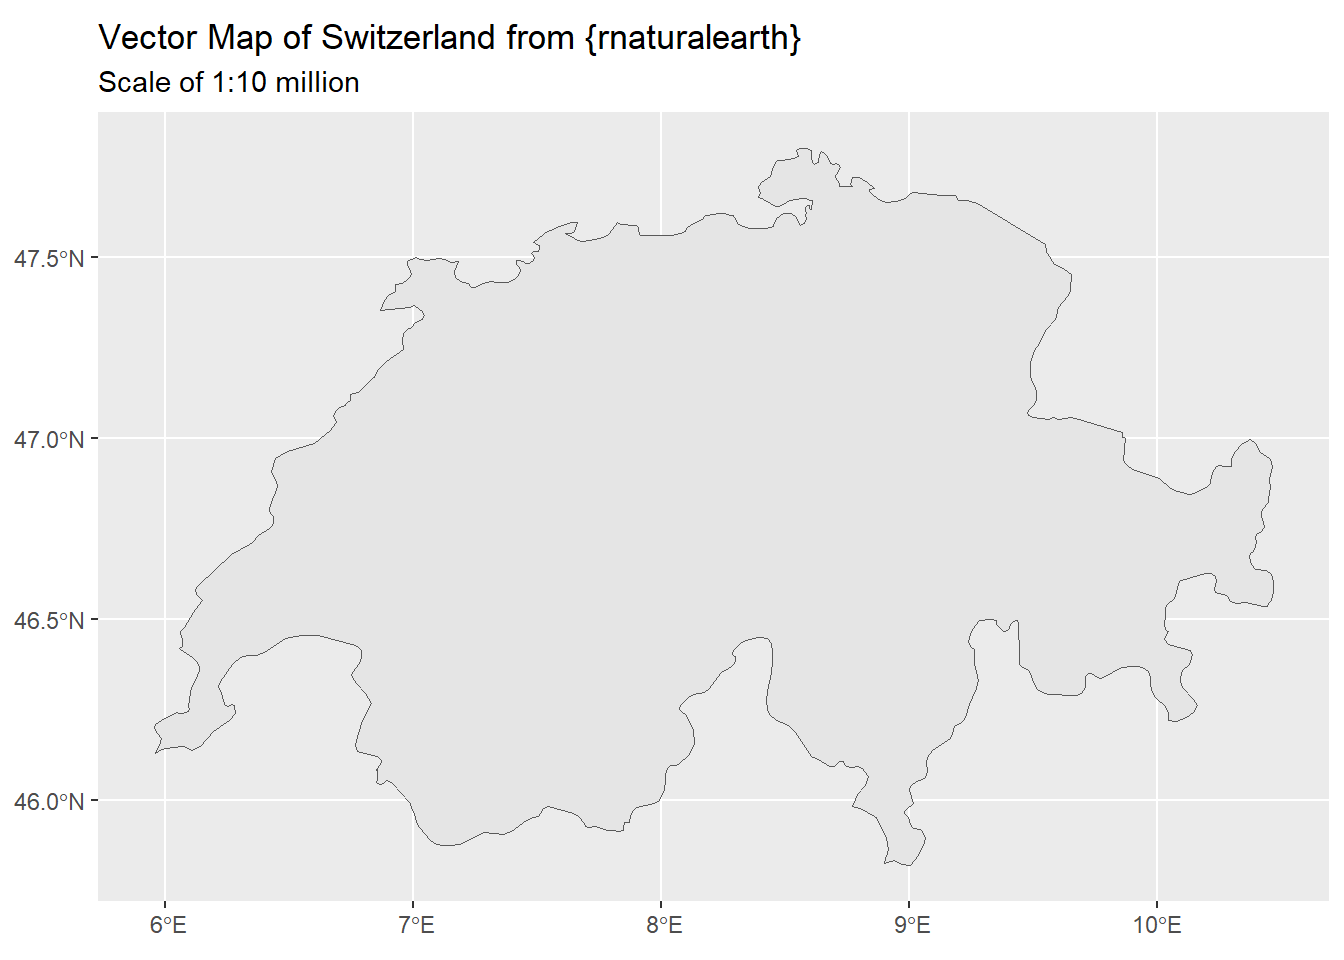 Vector Map of Switzerland from {rnaturalearth}
Scale of 1:10 million
47.5°N
47.0°N
46.5°N
46.0°N
6°E 7°E 8°E 9°E 10°E